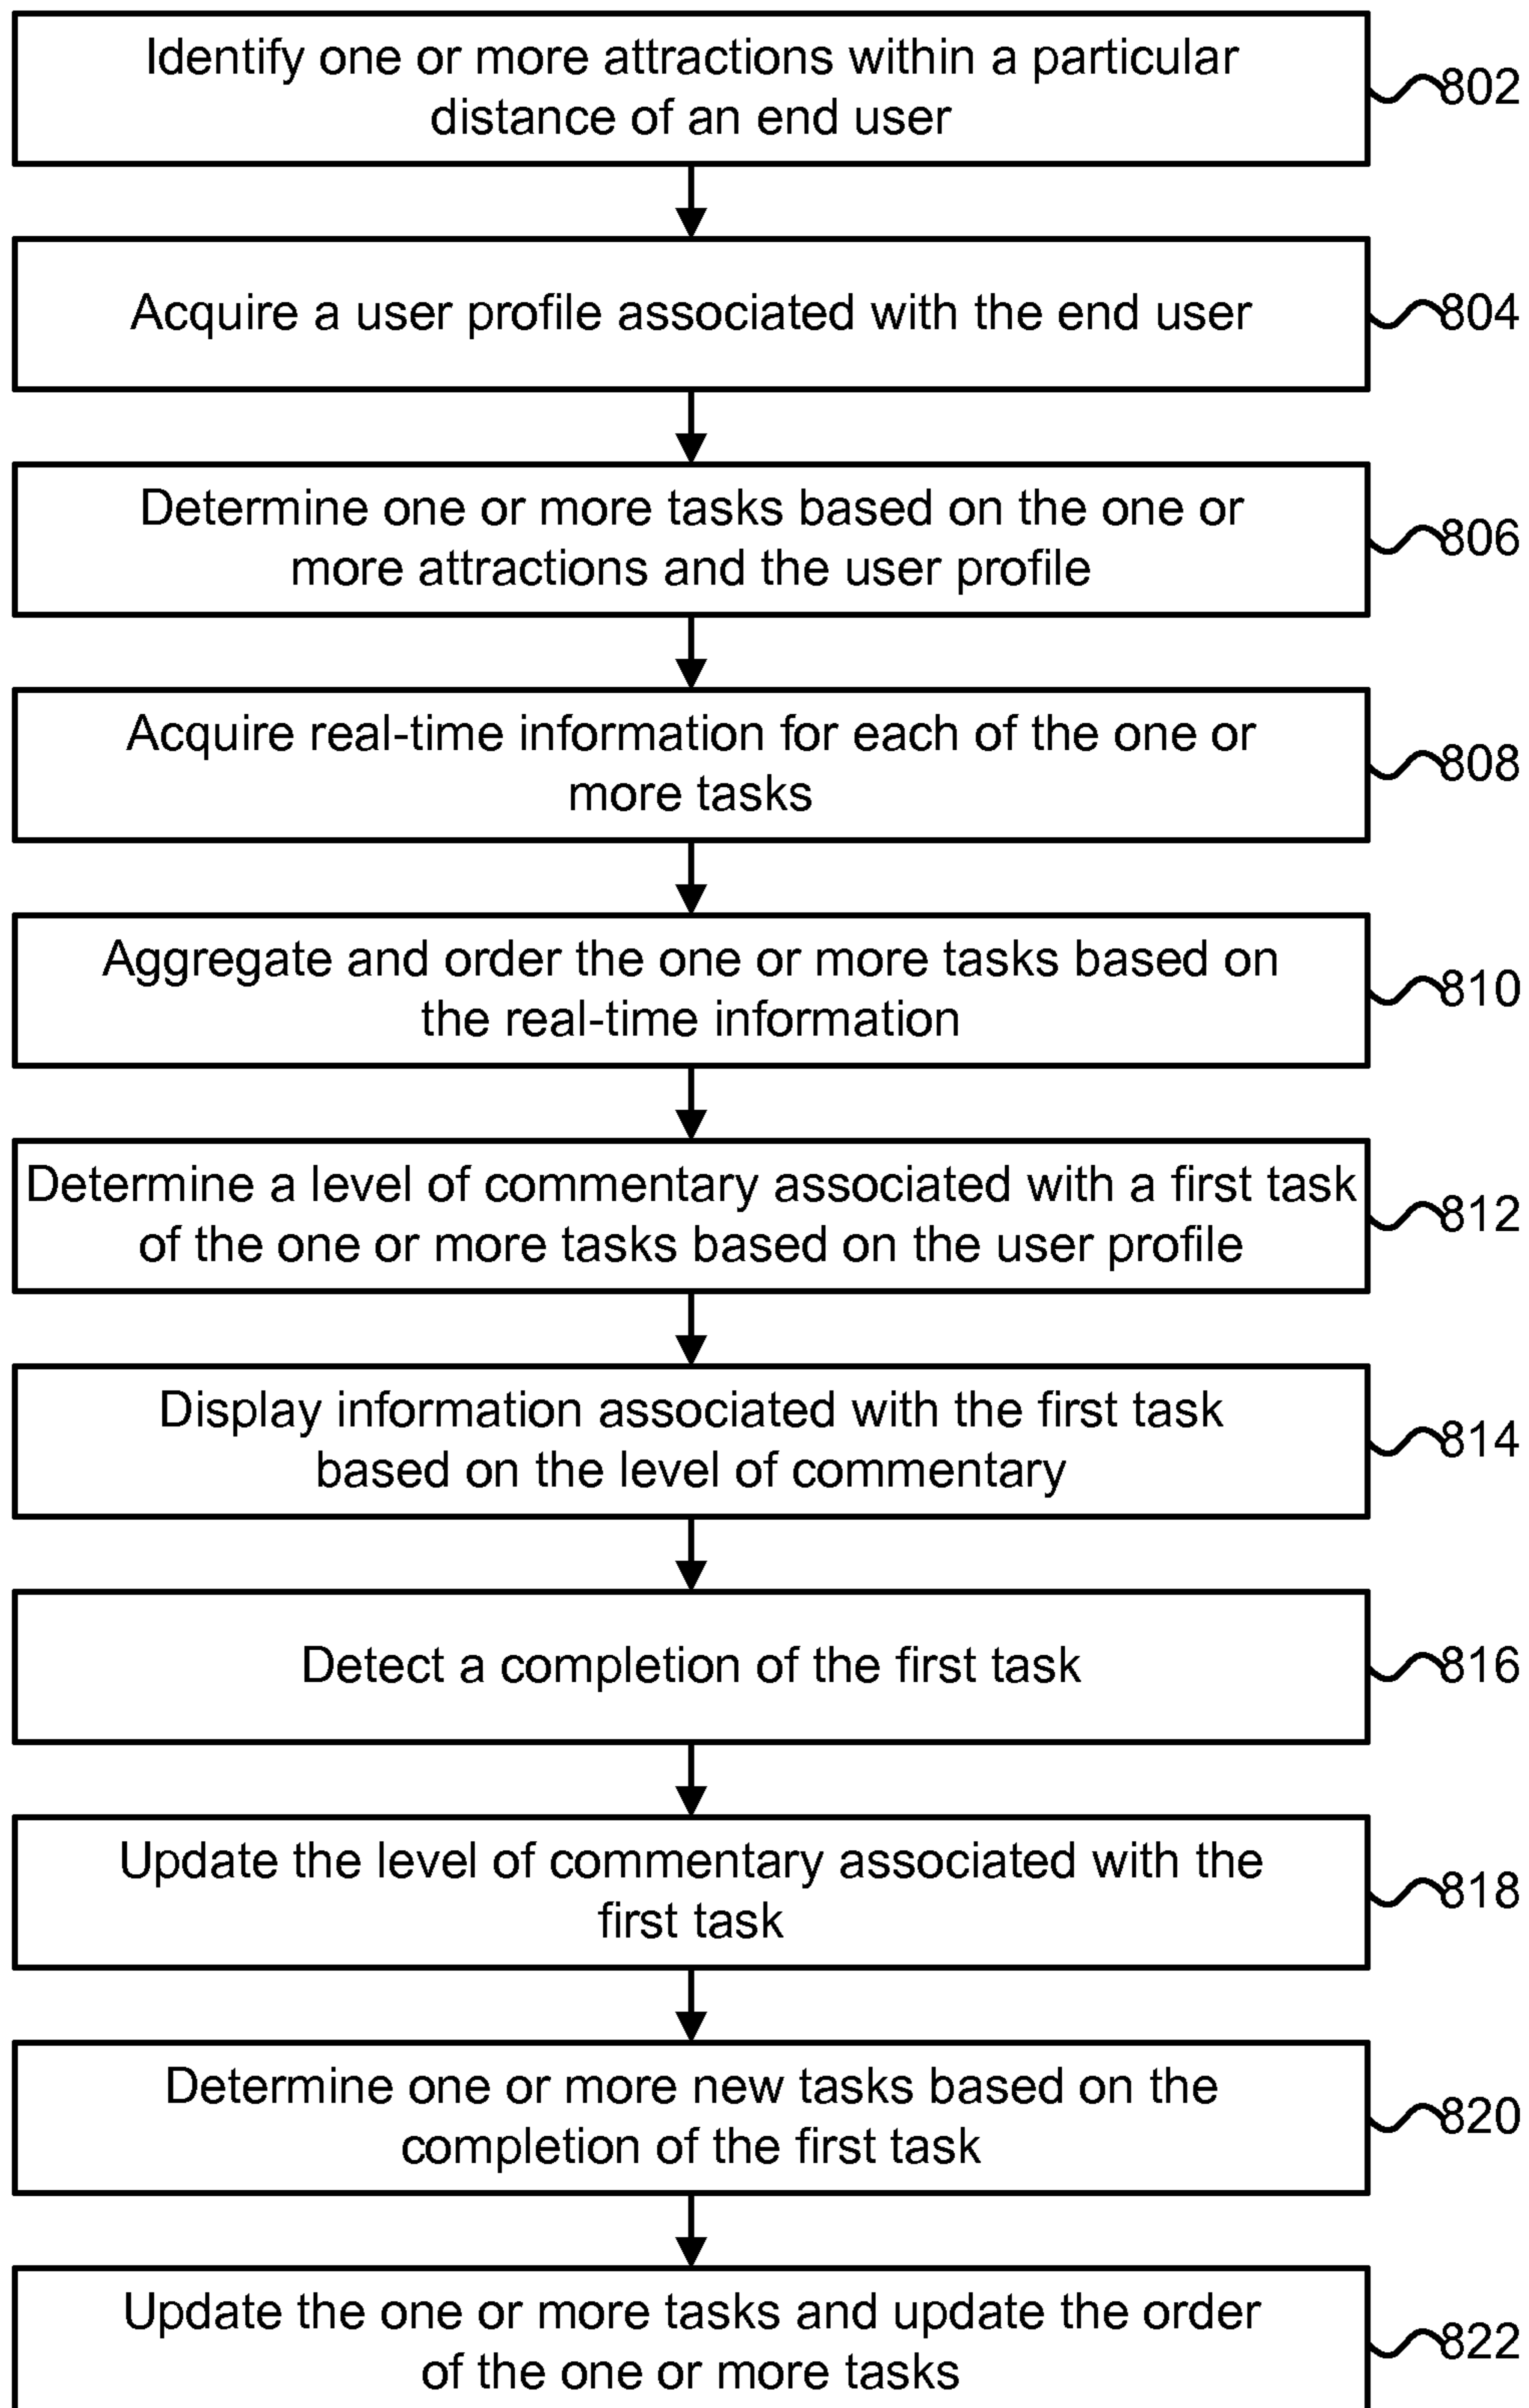 Identify one or more attractions within a particular
distance of an end user
802
Acquire a user profile associated with the end user
804
Determine one or more tasks based on the one or
more attractions and the user profile
806
Acquire real-time information for each of the one or
more tasks
808
Aggregate and order the one or more tasks based on
the real-time information
810
Determine a level of commentary associated with a first task
of the one or more tasks based on the user profile
812
Display information associated with the first task
based on the level of commentary
814
Detect a completion of the first task
816
Update the level of commentary associated with the
first task
818
Determine one or more new tasks based on the
completion of the first task
820
Update the one or more tasks and update the order
of the one or more tasks
822